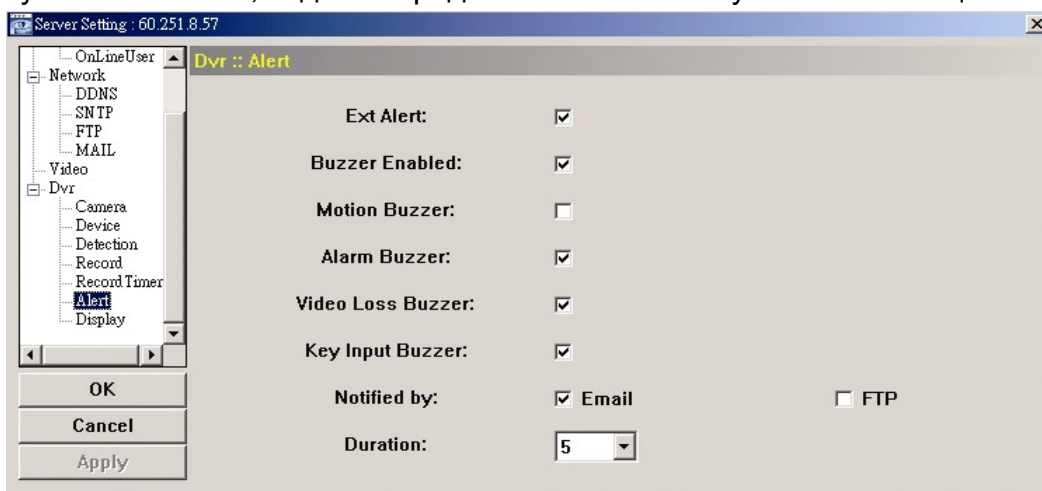 Server Setting : 60.251.8.57
OnLineUser
Network
DDNS
SNTP
FTP
MAIL
Video
Dvr
Camera
Device
Detection
Record
Record Timer
Alert
Display
OK
Cancel
Apply
Dvr :: Alert
Ext Alert:
Buzzer Enabled:
Motion Buzzer:
Alarm Buzzer:
Video Loss Buzzer:
Key Input Buzzer:
Notified by: Email FTP
Duration: 5